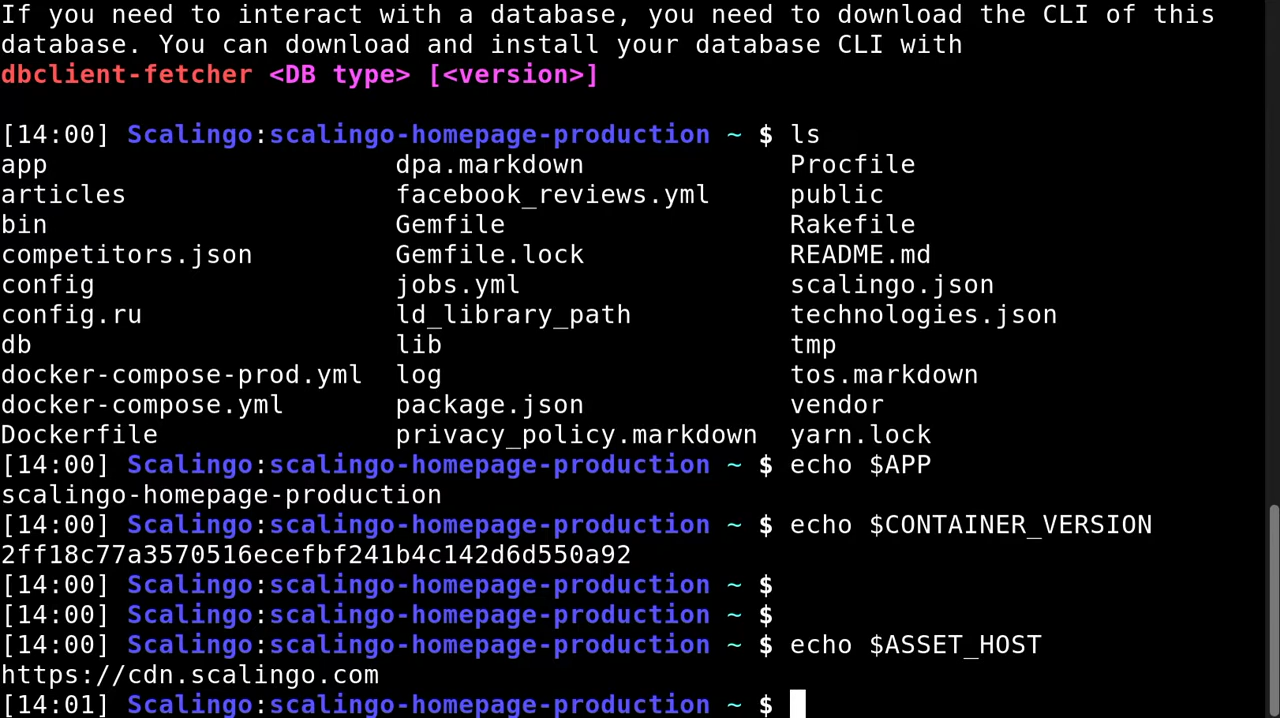 If you need to interact with a database, you need to download the CLI of this
database. You can download and install your database CLI with
dbclient-fetcher <DB type> [<version>]
[14:00] Scalingo:scalingo-homepage-production ~ $ ls
app                      dpa.markdown             Procfile
articles                 facebook_reviews.yml     public
bin                      Gemfile                  Rakefile
competitors.json         Gemfile.lock             README.md
config                   jobs.yml                 scalingo.json
config.ru                ld_library_path          technologies.json
db                       lib                      tmp
docker-compose-prod.yml  log                      tos.markdown
docker-compose.yml       package.json             vendor
Dockerfile               privacy_policy.markdown  yarn.lock
[14:00] Scalingo:scalingo-homepage-production ~ $ echo $APP
scalingo-homepage-production
[14:00] Scalingo:scalingo-homepage-production ~ $ echo $CONTAINER_VERSION
2ff18c77a3570516ecefbf241b4c142d6d550a92
[14:00] Scalingo:scalingo-homepage-production ~ $
[14:00] Scalingo:scalingo-homepage-production ~ $
[14:00] Scalingo:scalingo-homepage-production ~ $ echo $ASSET_HOST
https://cdn.scalingo.com
[14:01] Scalingo:scalingo-homepage-production ~ $